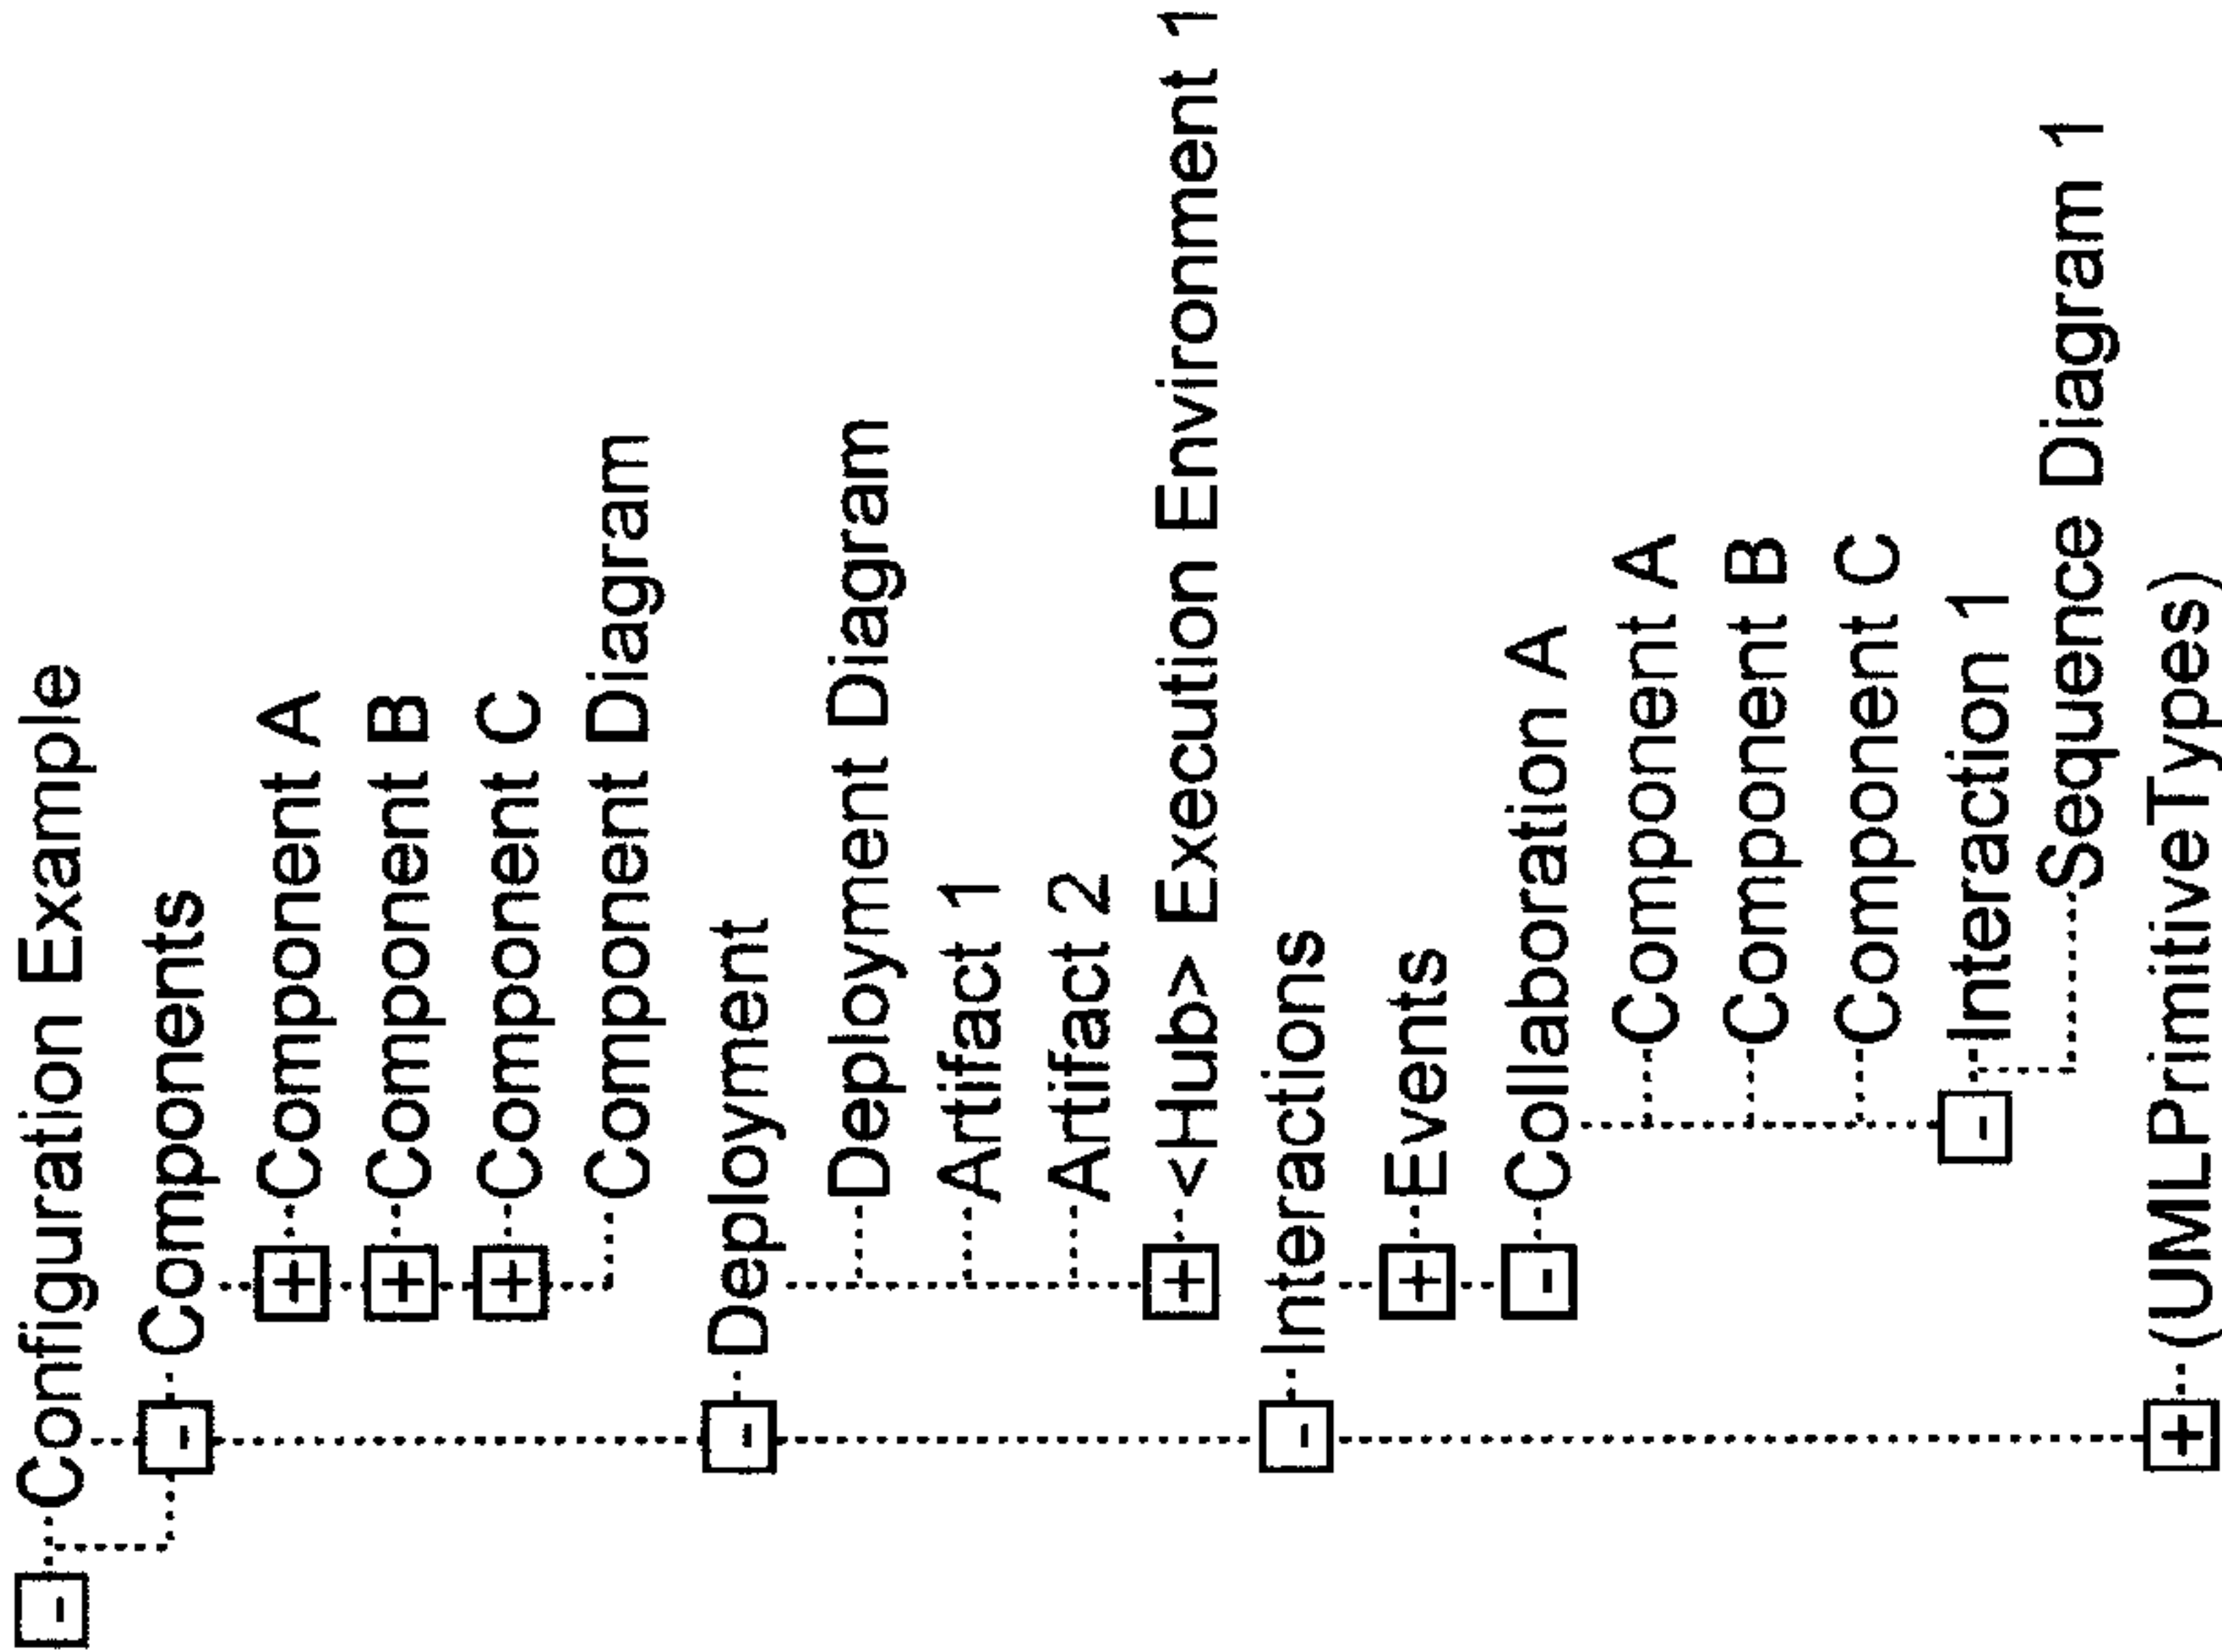 Configuration Example
Components
Component A
Component B
Component C
Component Diagram
Deployment
Deployment Diagram
Artifact 1
Artifact 2
<Hub> Execution Environment 1
Interactions
Events
Collaboration A
Component A
Component B
Component C
Interaction 1
Sequence Diagram 1
(UMLPrimitiveTypes)